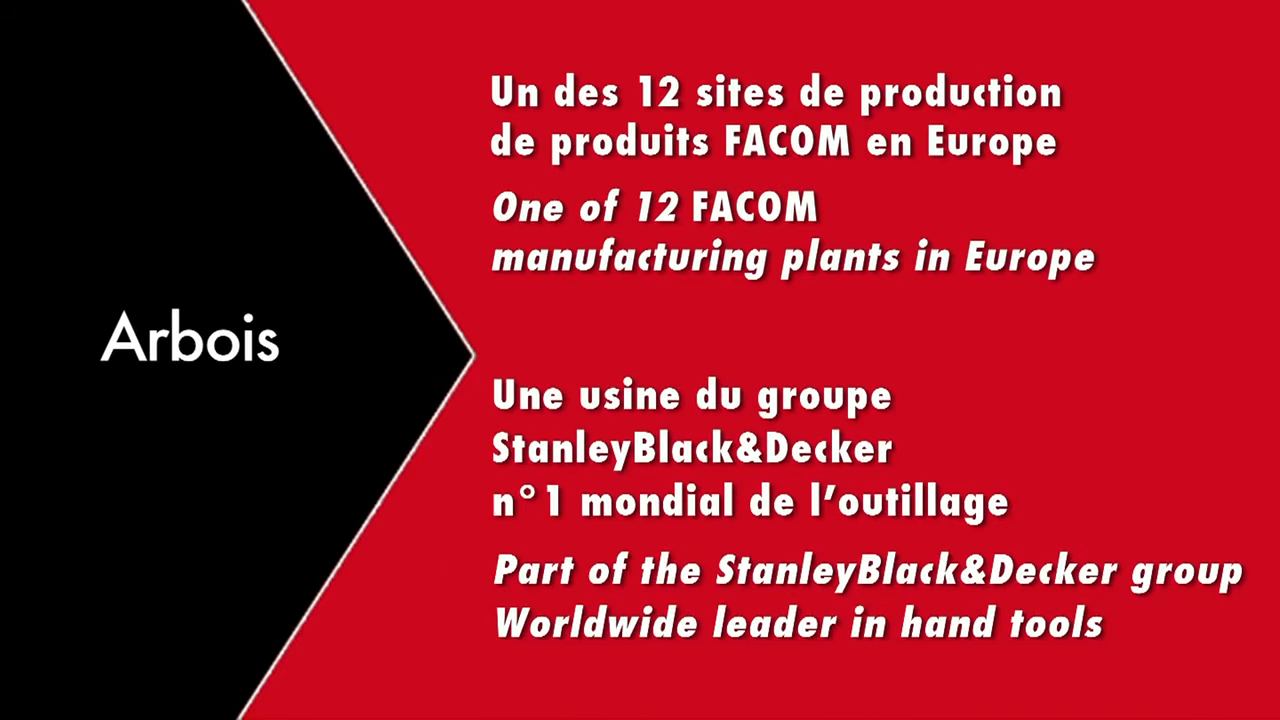 Arbois
Un des 12 sites de production
de produits FACOM en Europe
One of 12 FACOM
manufacturing plants in Europe
Une usine du groupe
StanleyBlack&Decker
n°1 mondial de l’outillage
Part of the StanleyBlack&Decker group
Worldwide leader in hand tools